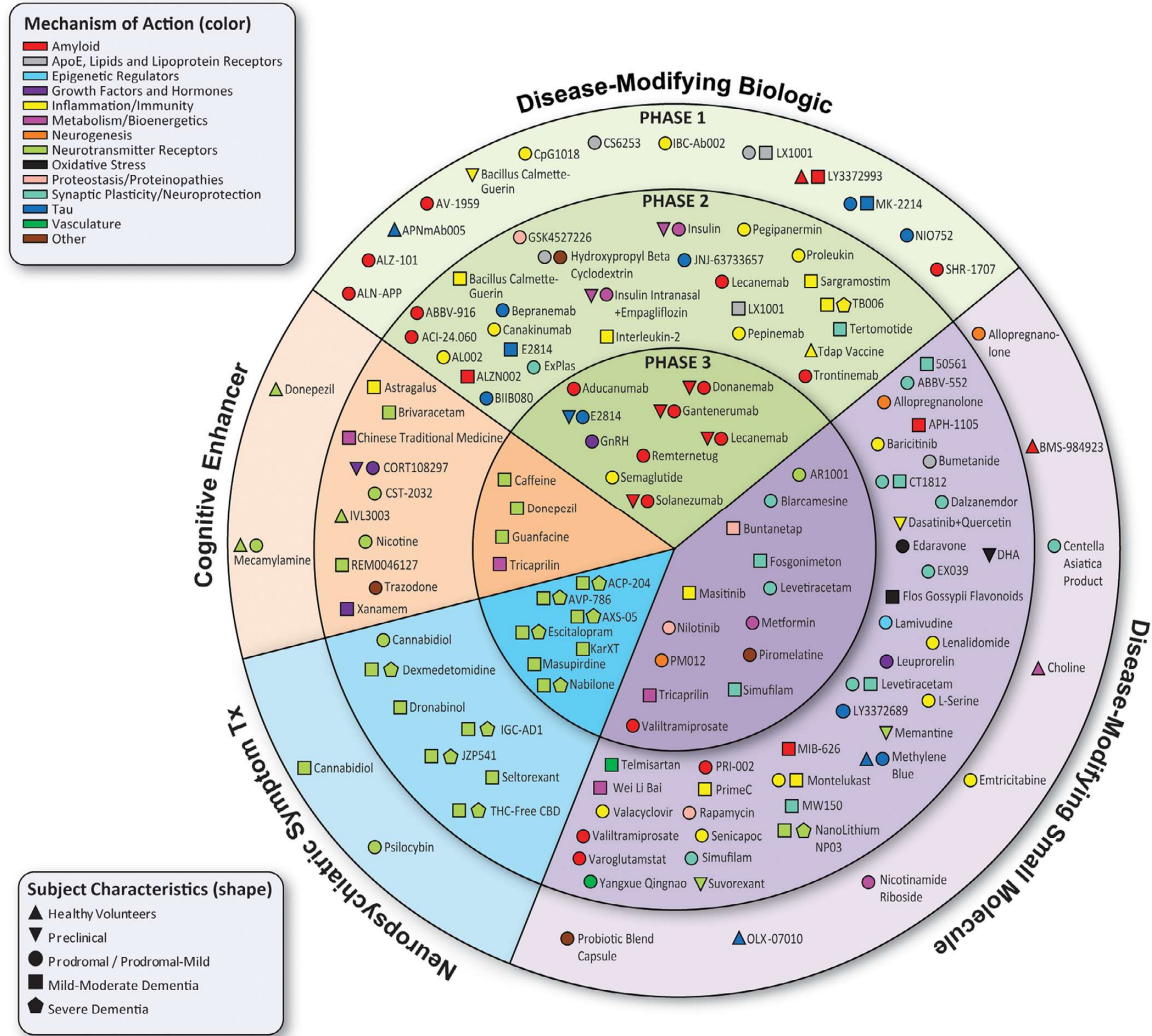 Mechanism of Action (color)
Amyloid
ApoE, Lipids and Lipoprotein Receptors
Epigenetic Regulators
Growth Factors and Hormones
Inflammation/Immunity
Metabolism/Bioenergetics
Neurogenesis
Neurotransmitter Receptors
Oxidative Stress
Proteostasis/Proteinopathies
Synaptic Plasticity/Neuroprotection
Tau
Vasculature
Other
Disease-Modifying Biologic
PHASE 1
CS6253
IBC-Ab002
CpG1018
LX1001
Bacillus Calmette-
Guerin
LY3372993
AV-1959
MK-2214
APNmAb005
NIO752
ALZ-101
SHR-1707
ALN-APP
PHASE 2
GSK4527226
Insulin
Pegipanermin
Hydroxypropyl Beta
Cyclodextrin
JNJ-63733657
Proleukin
Bacillus Calmette-
Guerin
Lecanemab
Sargramostim
Insulin Intranasal
+Empagliflozin
LX1001
TB006
ABBV-916
Bepranemab
Tertomotide
ACI-24.060
Canakinumab
Interleukin-2
Pepinemab
AL002
E2814
Tdap Vaccine
ALZN002
ExPlas
Trontinemab
BIIB080
PHASE 3
Aducanumab
Donanemab
E2814
Gantenerumab
GnRH
Lecanemab
Remternetug
Semaglutide
Solanezumab
Cognitive Enhancer
Donepezil
Mecamylamine
Astragalus
Brivaracetam
Chinese Traditional Medicine
CORT108297
CST-2032
IVL3003
Nicotine
REM0046127
Trazodone
Xanamem
Caffeine
Donepezil
Guanfacine
Tricaprilin
Neuropsychiatric Symptom Tx
ACP-204
AVP-786
AXS-05
Escitalopram
KarXT
Masupirdine
Nabilone
Cannabidiol
Dexmedetomidine
Dronabinol
IGC-AD1
JZP541
Seltorexant
THC-Free CBD
Cannabidiol
Psilocybin
Disease-Modifying Small Molecule
AR1001
Blarcamesine
Buntanetap
Fosgonimeton
Levetiracetam
Masitinib
Nilotinib
Metformin
PM012
Piromelatine
Tricaprilin
Simufilam
Valiltramiprosate
50561
ABBV-552
Allopregnanolone
APH-1105
Baricitinib
Bumetanide
CT1812
Dalzanemdor
Dasatinib+Quercetin
Edaravone
DHA
EX039
Flos Gossypii Flavonoids
Lamivudine
Lenalidomide
Leuprorelin
Levetiracetam
L-Serine
LY3372689
Memantine
MIB-626
Methylene
Blue
Montelukast
MW150
NanoLithium
NP03
Telmisartan
PRI-002
Wei Li Bai
PrimeC
Valacyclovir
Rapamycin
Valiltramiprosate
Senicapoc
Varoglutamstat
Simufilam
Yangxue Qingnao
Suvorexant
Allopregnano-
lone
BMS-984923
Centella
Asiatica
Product
Choline
Emtricitabine
Nicotinamide
Riboside
OLX-07010
Probiotic Blend
Capsule
Subject Characteristics (shape)
Healthy Volunteers
Preclinical
Prodromal / Prodromal-Mild
Mild-Moderate Dementia
Severe Dementia